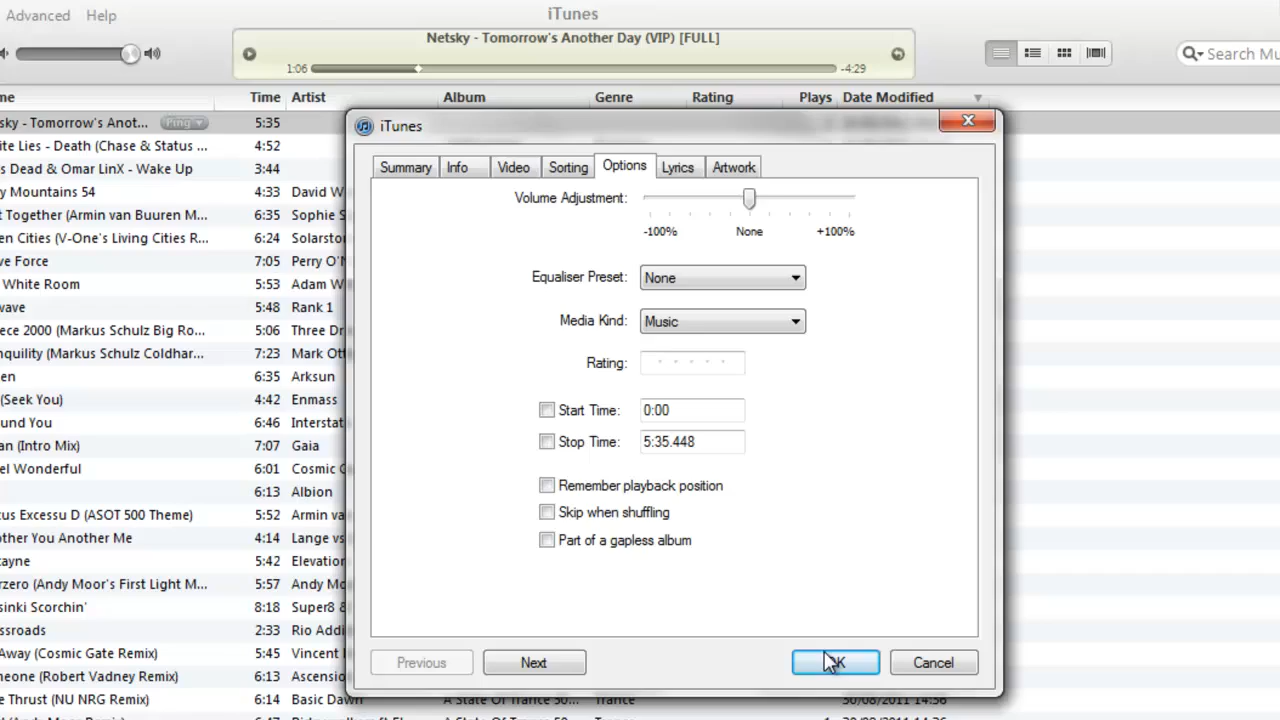 Advanced Help
iTunes
Netsky - Tomorrow's Another Day (VIP) [FULL]
1:06 -4:29
Search Mu
me Time Artist Album Genre Rating Plays Date Modified
sky - Tomorrow's Anot... Ping 5:35
ite Lies - Death (Chase & Status ... 4:52
s Dead & Omar LinX - Wake Up 3:44
y Mountains 54 4:33 David W
t Together (Armin van Buuren M... 6:35 Sophie S
en Cities (V-One's Living Cities R... 6:24 Solarston
ve Force 7:05 Perry O'N
White Room 5:53 Adam W
wave 5:48 Rank 1
ece 2000 (Markus Schulz Big Ro... 5:06 Three Dr
nquility (Markus Schulz Coldhar... 7:23 Mark Ott
en 6:35 Arksun
(Seek You) 4:42 Enmass
und You 6:46 Interstat
an (Intro Mix) 7:07 Gaia
el Wonderful 6:01 Cosmic G
6:13 Albion
tus Excessu D (ASOT 500 Theme) 5:52 Armin va
other You Another Me 4:14 Lange vs
tayne 5:42 Elevation
rzero (Andy Moor's First Light M... 5:57 Andy Mo
sinki Scorchin' 8:18 Super8 &
ssroads 2:33 Rio Addi
Away (Cosmic Gate Remix) 5:45 Vincent
meone (Robert Vadney Remix) 6:13 Ascensio
e Thrust (NU NRG Remix) 6:14 Basic Dawn A State Of Trance 50... Trance 30/08/2011 14:36
iTunes
Summary Info Video Sorting Options Lyrics Artwork
Volume Adjustment:
-100% None +100%
Equaliser Preset: None
Media Kind: Music
Rating:
Start Time: 0:00
Stop Time: 5:35.448
Remember playback position
Skip when shuffling
Part of a gapless album
Previous Next OK Cancel